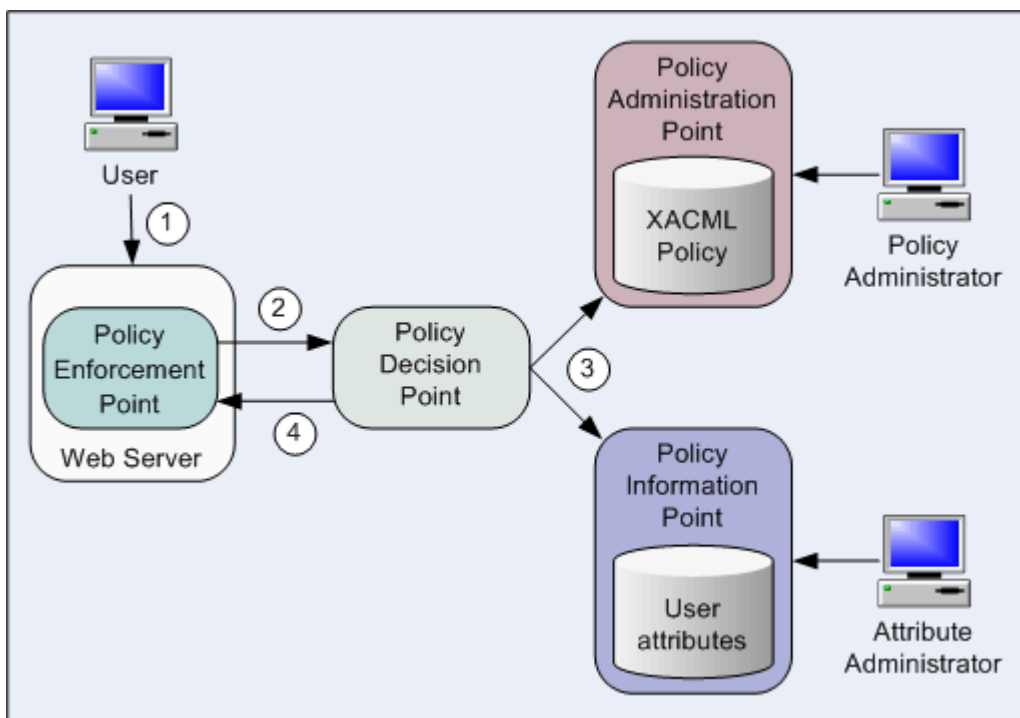 User
1
Policy
Enforcement
Point
Web Server
2
4
Policy
Decision
Point
3
Policy
Administration
Point
XACML
Policy
Policy
Administrator
Policy
Information
Point
User
attributes
Attribute
Administrator